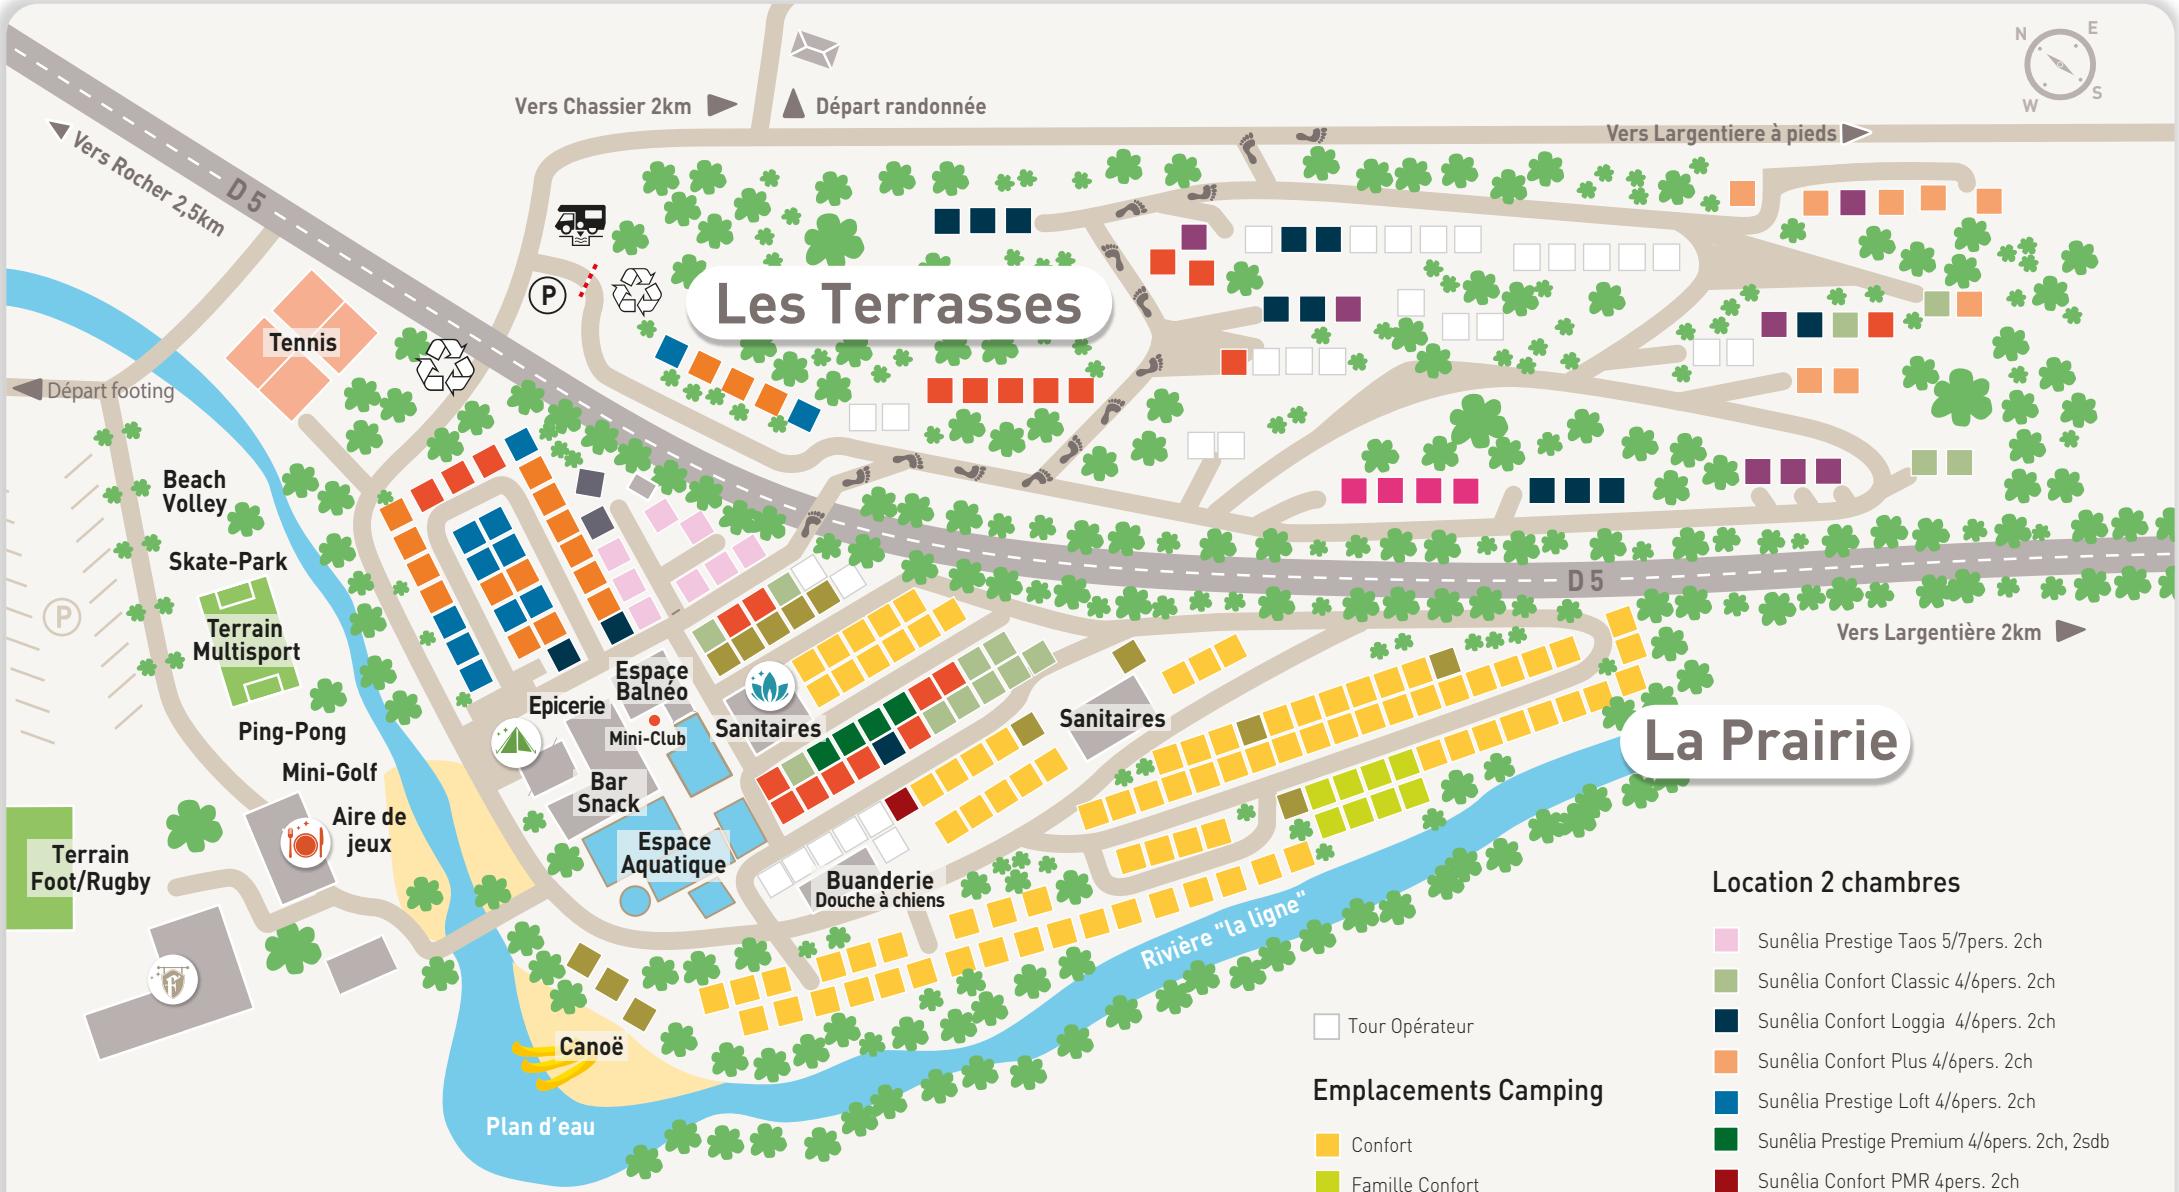 N
E
W
S
Vers Chassier 2km
Départ randonnée
Vers Largentiere à pieds
Vers Rocher 2,5km
D 5
P
Les Terrasses
Tennis
Départ footing
Beach
Volley
Skate-Park
P
Terrain
Multisport
Ping-Pong
Mini-Golf
Aire de
jeux
Terrain
Foot/Rugby
Epicerie
Espace
Balnéo
Mini-Club
Bar
Snack
Sanitaires
Espace
Aquatique
Buanderie
Douche à chiens
Sanitaires
D 5
Vers Largentière 2km
La Prairie
Rivière "la ligne"
Canoë
Plan d'eau
Tour Opérateur
Emplacements Camping
Confort
Famille Confort
Location 2 chambres
Sunêlia Prestige Taos 5/7pers. 2ch
Sunêlia Confort Classic 4/6pers. 2ch
Sunêlia Confort Loggia 4/6pers. 2ch
Sunêlia Confort Plus 4/6pers. 2ch
Sunêlia Prestige Loft 4/6pers. 2ch
Sunêlia Prestige Premium 4/6pers. 2ch, 2sdb
Sunêlia Confort PMR 4pers. 2ch